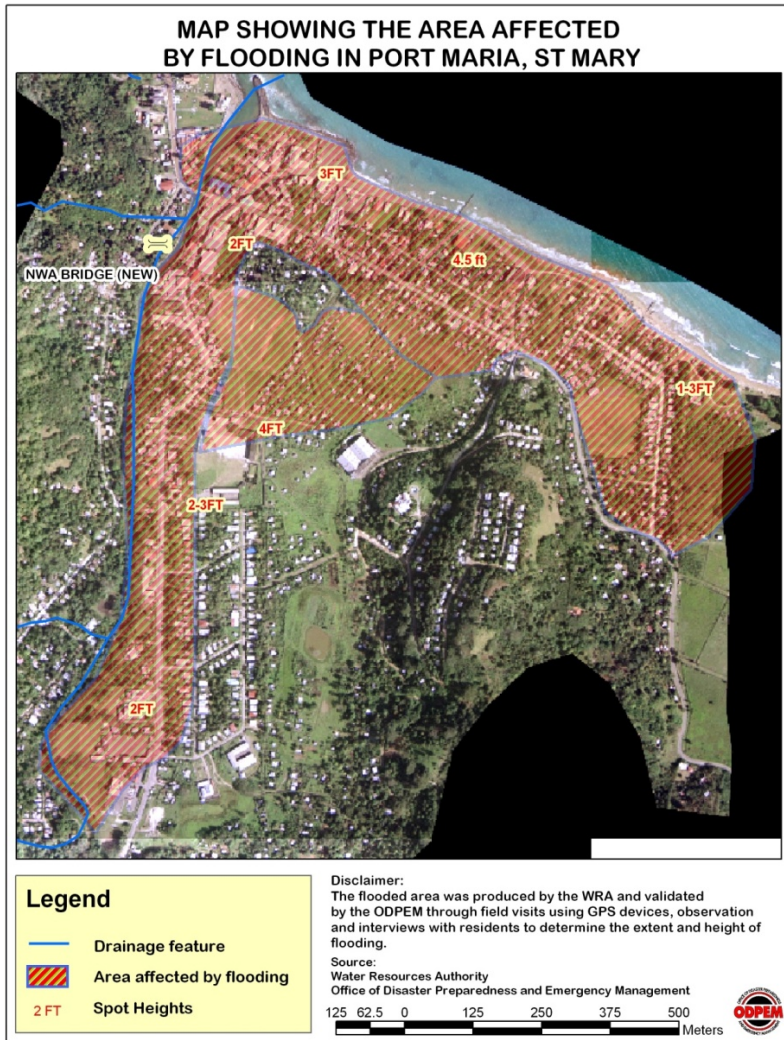 MAP SHOWING THE AREA AFFECTED
BY FLOODING IN PORT MARIA, ST MARY
3FT
2FT
4.5 ft
NWA BRIDGE (NEW)
1-3FT
4FT
2-3FT
2FT
Legend
Drainage feature
Area affected by flooding
2 FT Spot Heights
Disclaimer:
The flooded area was produced by the WRA and validated
by the ODPEM through field visits using GPS devices, observation
and interviews with residents to determine the extent and height of
flooding.
Source:
Water Resources Authority
Office of Disaster Preparedness and Emergency Management
125 62.5 0 125 250 375 500
Meters
ODPEM